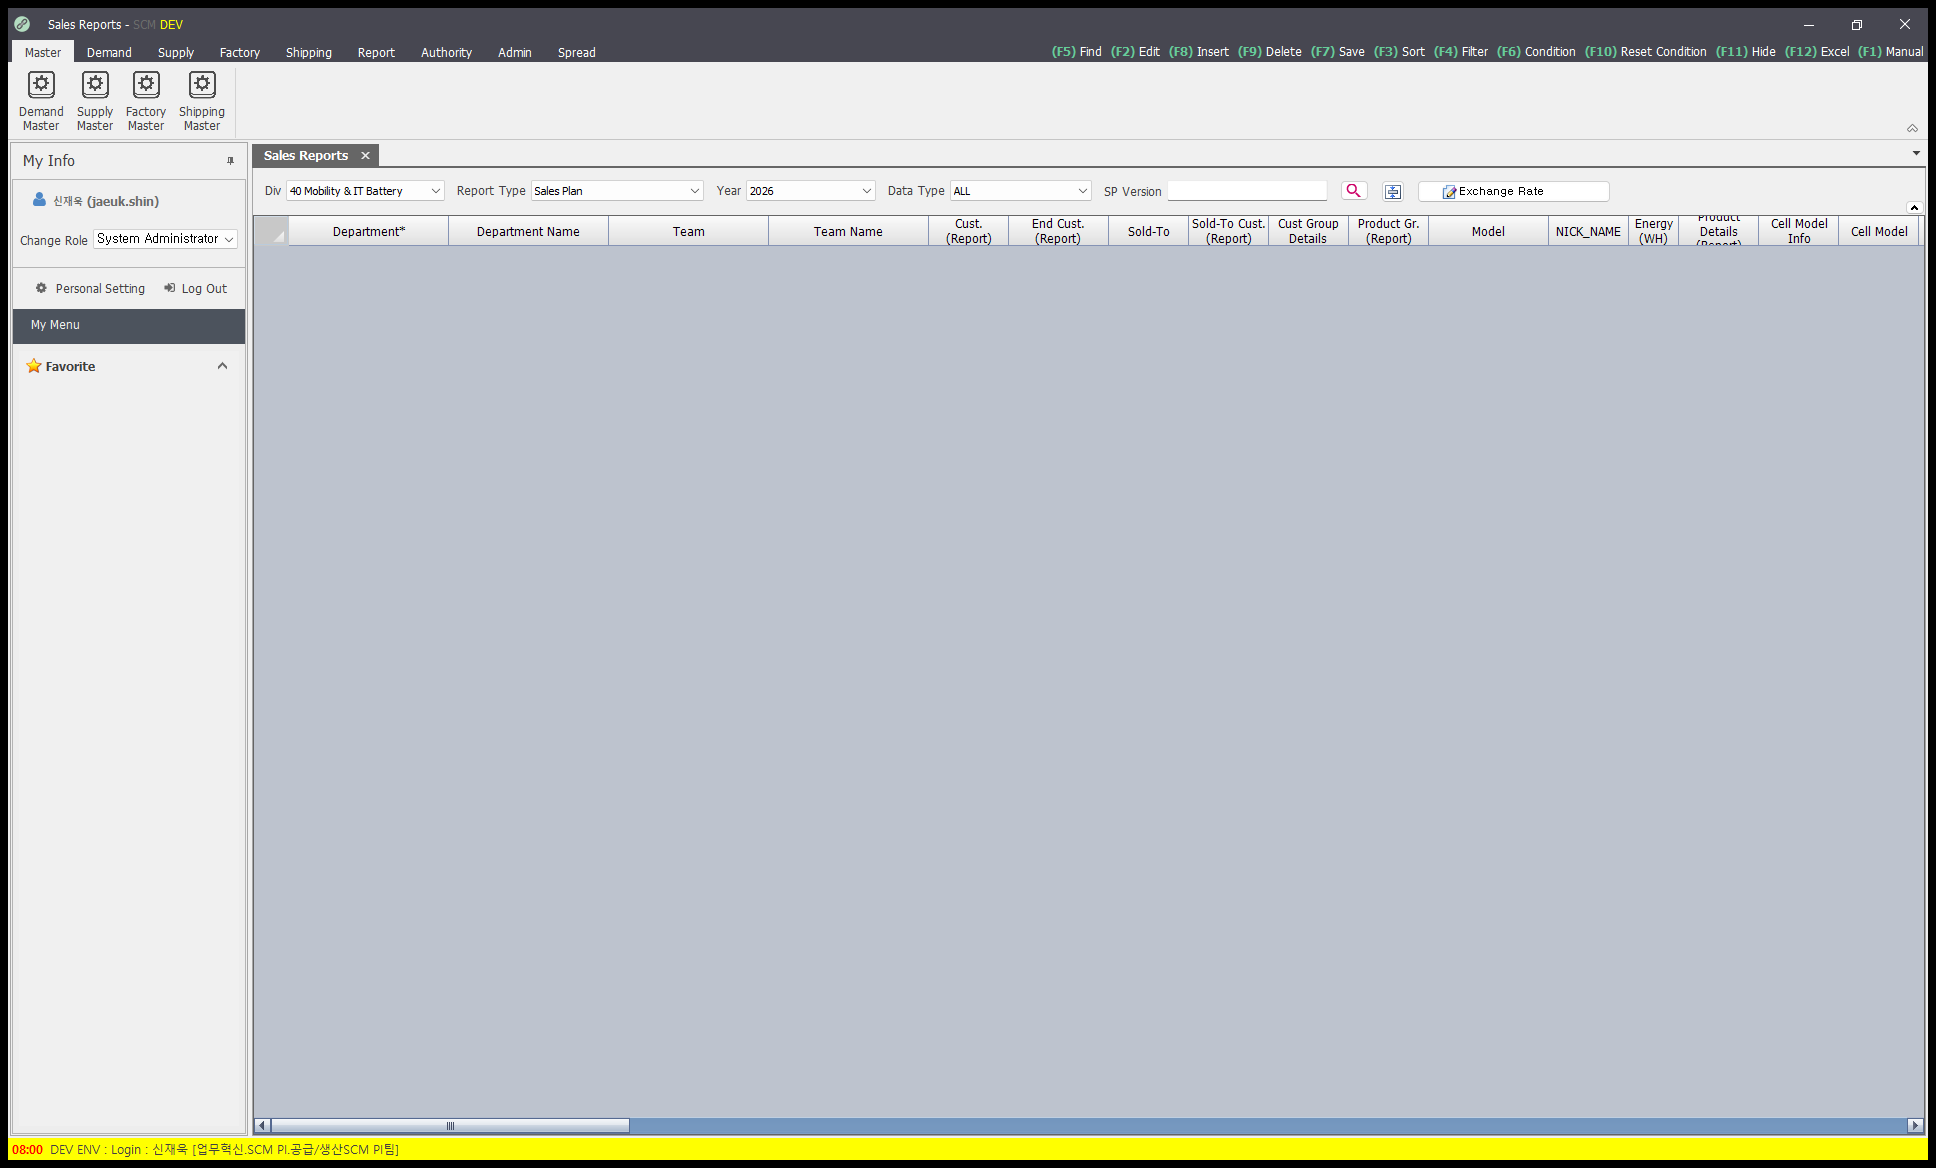 Sales Reports - SCM DEV
Master Demand Supply Factory Shipping Report Authority Admin Spread
(F5) Find (F2) Edit (F8) Insert (F9) Delete (F7) Save (F3) Sort (F4) Filter (F6) Condition (F10) Reset Condition (F11) Hide (F12) Excel (F1) Manual
Demand Master
Supply Master
Factory Master
Shipping Master
My Info
신재욱 (jaeuk.shin)
Change Role System Administrator
Personal Setting Log Out
My Menu
Favorite
Sales Reports
Div 40 Mobility & IT Battery Report Type Sales Plan Year 2026 Data Type ALL SP Version Exchange Rate
Department*
Department Name
Team
Team Name
Cust. (Report)
End Cust. (Report)
Sold-To
Sold-To Cust. (Report)
Cust Group Details
Product Gr. (Report)
Model
NICK_NAME
Energy (WH)
Product Details (Report)
Cell Model Info
Cell Model
08:00 DEV ENV : Login : 신재욱 [업무혁신.SCM PI.공급/생산SCM PI팀]